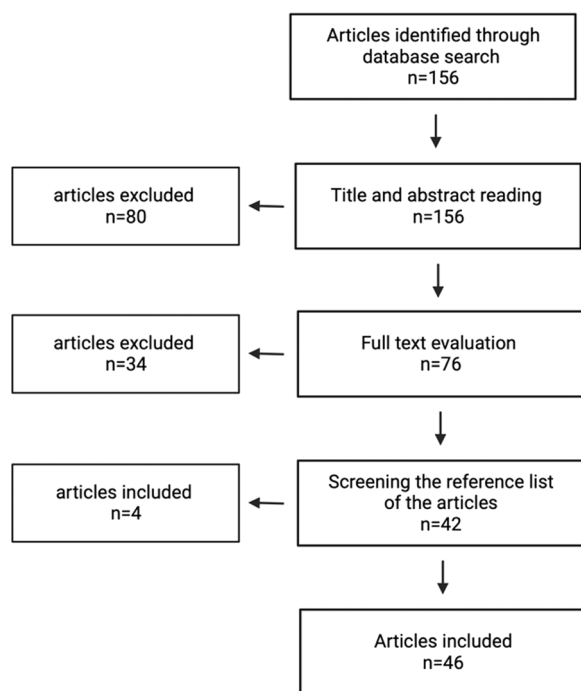 Articles identified through
database search
n=156
articles excluded
n=80
Title and abstract reading
n=156
articles excluded
n=34
Full text evaluation
n=76
articles included
n=4
Screening the reference list
of the articles
n=42
Articles included
n=46